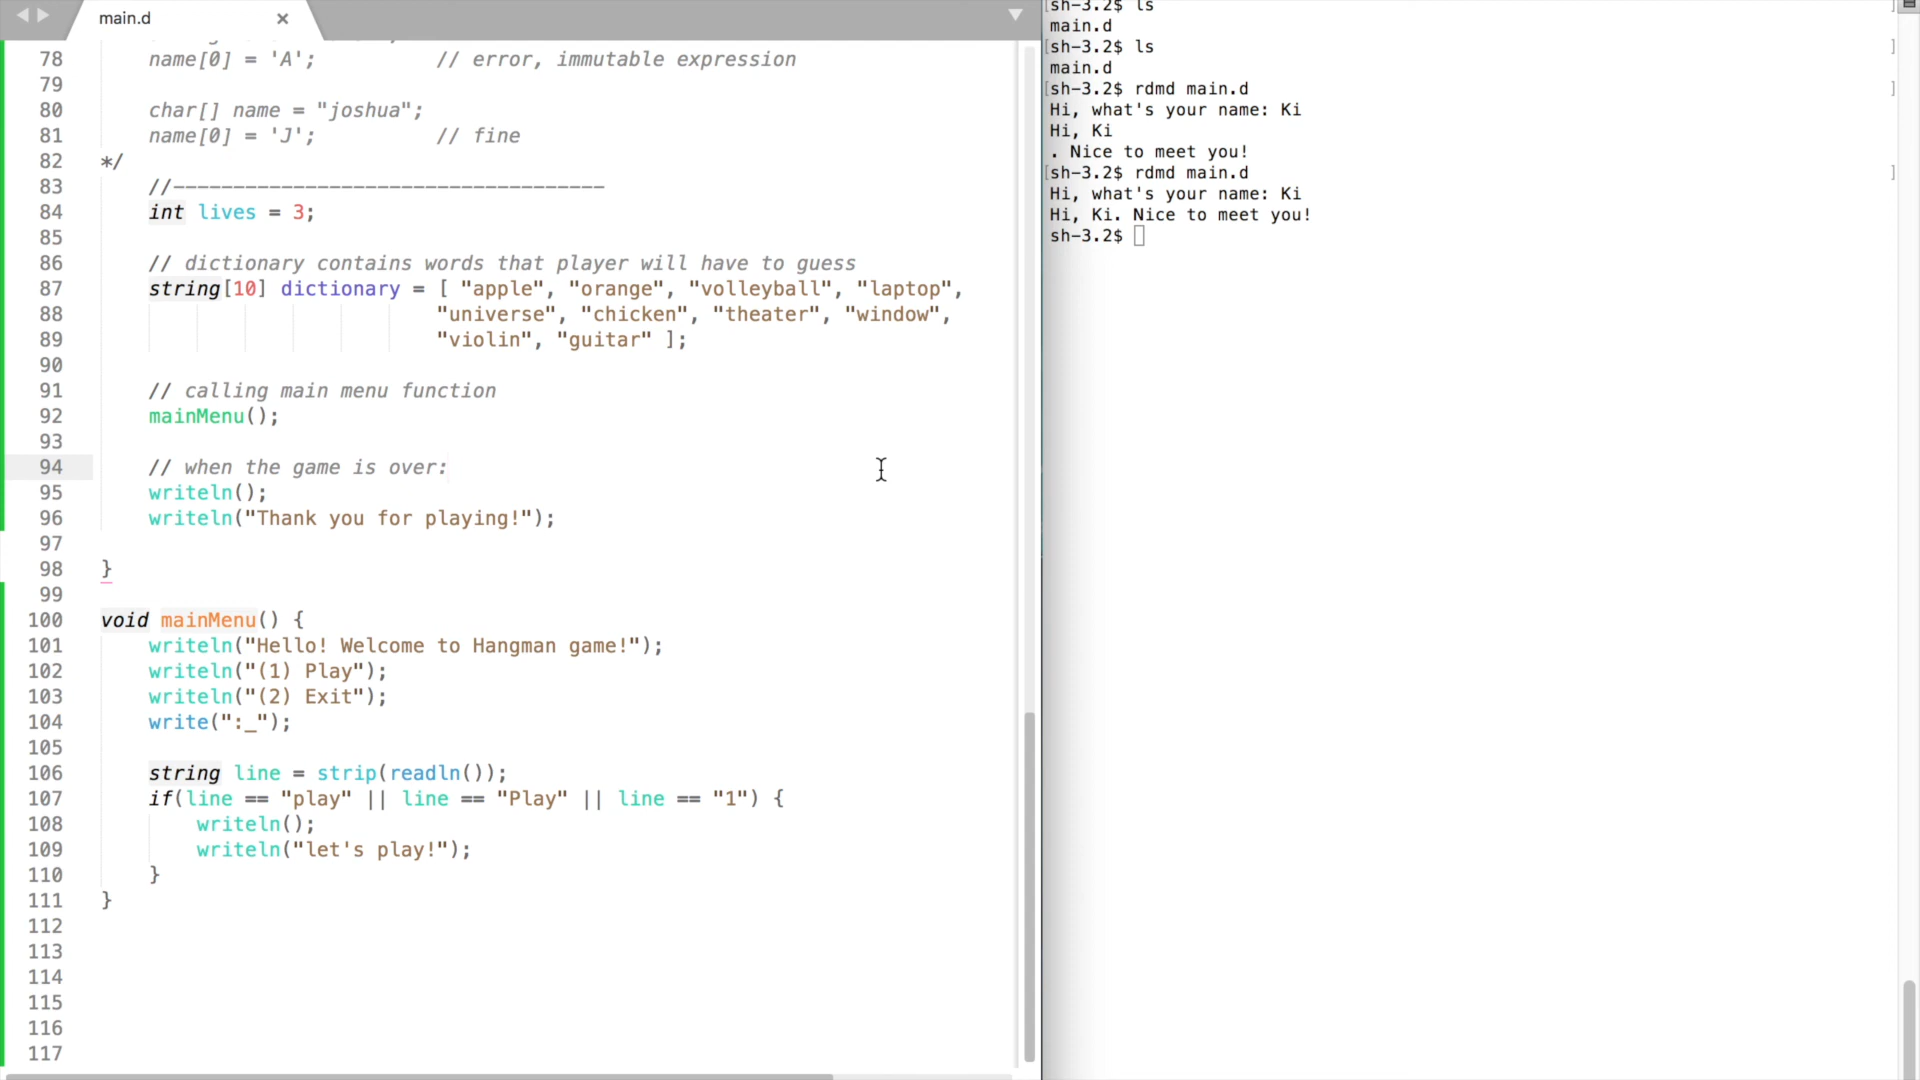 main.d ×
78 name[0] = 'A'; // error, immutable expression
79
80 char[] name = "joshua";
81 name[0] = 'J'; // fine
82 */
83 //------------------------------------
84 int lives = 3;
85
86 // dictionary contains words that player will have to guess
87 string[10] dictionary = [ "apple", "orange", "volleyball", "laptop",
88 "universe", "chicken", "theater", "window",
89 "violin", "guitar" ];
90
91 // calling main menu function
92 mainMenu();
93
94 // when the game is over:
95 writeln();
96 writeln("Thank you for playing!");
97
98 }
99
100 void mainMenu() {
101 writeln("Hello! Welcome to Hangman game!");
102 writeln("(1) Play");
103 writeln("(2) Exit");
104 write(":_");
105
106 string line = strip(readln());
107 if(line == "play" || line == "Play" || line == "1") {
108 writeln();
109 writeln("let's play!");
110 }
111 }
112
113
114
115
116
117
[sh-3.2$ ls ]
main.d
[sh-3.2$ ls ]
main.d
[sh-3.2$ rdmd main.d ]
Hi, what's your name: Ki
Hi, Ki
. Nice to meet you!
[sh-3.2$ rdmd main.d ]
Hi, what's your name: Ki
Hi, Ki. Nice to meet you!
sh-3.2$